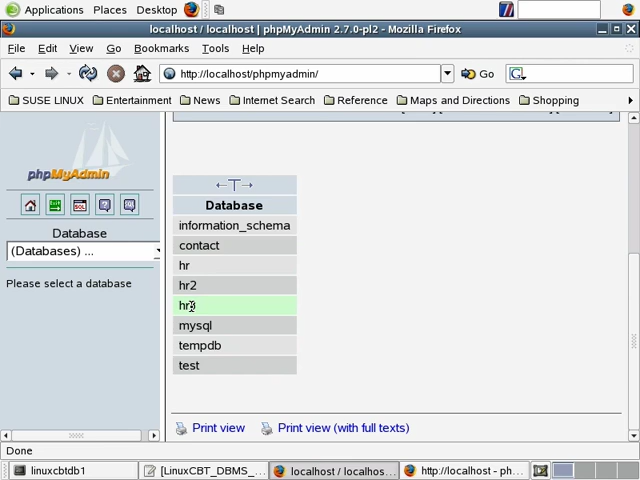 Applications Places Desktop
localhost / localhost | phpMyAdmin 2.7.0-pl2 - Mozilla Firefox
File Edit View Go Bookmarks Tools Help
http://localhost/phpmyadmin/ Go
SUSE LINUX Entertainment News Internet Search Reference Maps and Directions Shopping
phpMyAdmin
SQL
Database
(Databases) ...
Please select a database
←T→
Database
information_schema
contact
hr
hr2
mysql
tempdb
test
Print view Print view (with full texts)
Done
linuxcbtdb1 [LinuxCBT_DBMS_... localhost / localhos... http://localhost - ph...